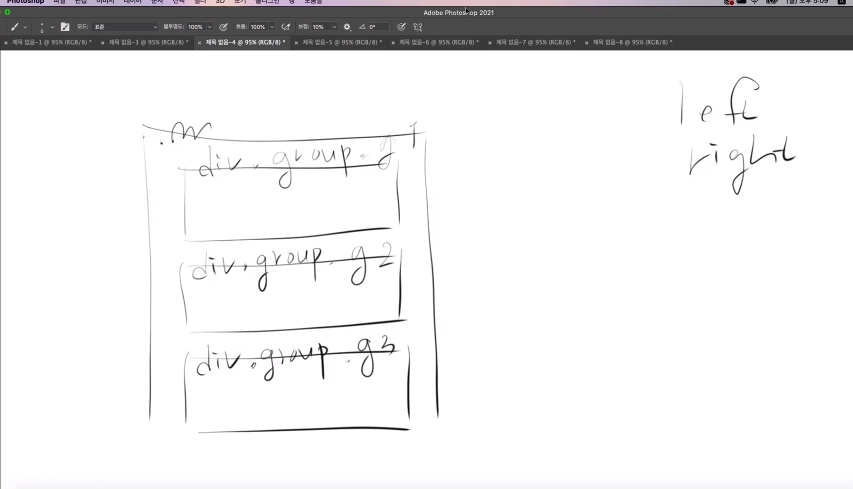 Photoshop 파일 편집 이미지 레이어 문자 선택 필터 3D 보기 플러그인 창 도움말
Adobe Photoshop 2021
모드: 표준 불투명도: 100% 흐름: 100% 보정: 10% 0°
× 제목 없음-1 @ 95% (RGB/8) * × 제목 없음-3 @ 95% (RGB/8) * × 제목 없음-4 @ 95% (RGB/8) * × 제목 없음-5 @ 95% (RGB/8) * × 제목 없음-6 @ 95% (RGB/8) * × 제목 없음-7 @ 95% (RGB/8) * × 제목 없음-8 @ 95% (RGB/8) *
left
right
.m
div.group.g1
div.group.g2
div.group.g3